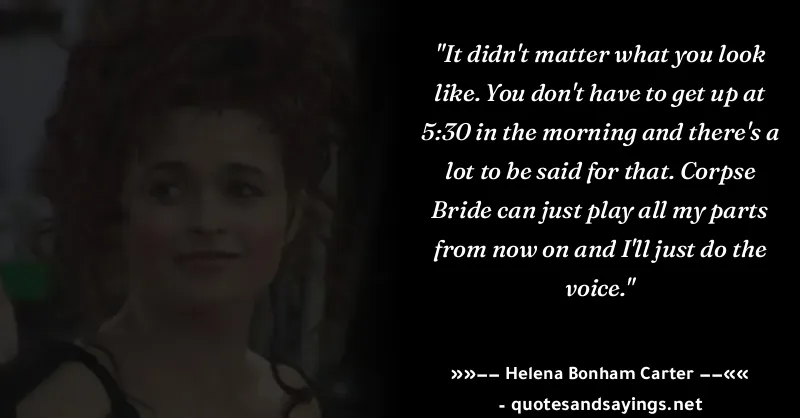 "It didn't matter what you look
like. You don't have to get up at
5:30 in the morning and there's a
lot to be said for that. Corpse
Bride can just play all my parts
from now on and I'll just do the
voice."
»»–– Helena Bonham Carter ––««
- quotesandsayings.net